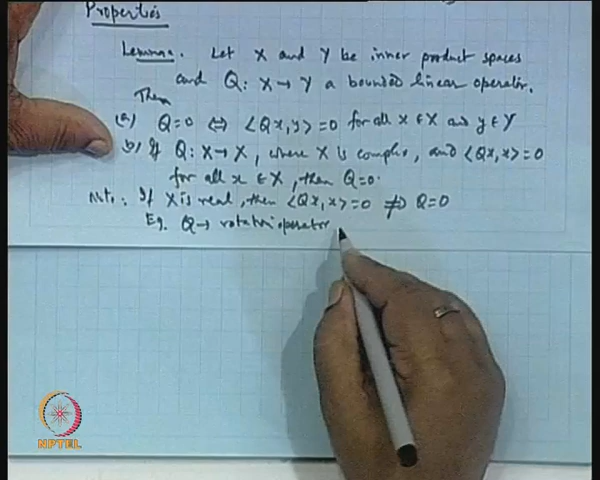 Properties
Lemma. Let X and Y be inner product spaces
and Q: X→Y a bounded linear operator.
Then
(a) Q=0 ⇔ <Qx,y>=0 for all x∈X and y∈Y
(b) If Q: X→X, where X is complex, and <Qx,x>=0
for all x∈X, then Q=0.
Note: If X is real, then <Qx,x>=0 ⇏ Q=0
Eg. Q→ rotation operator
NPTEL